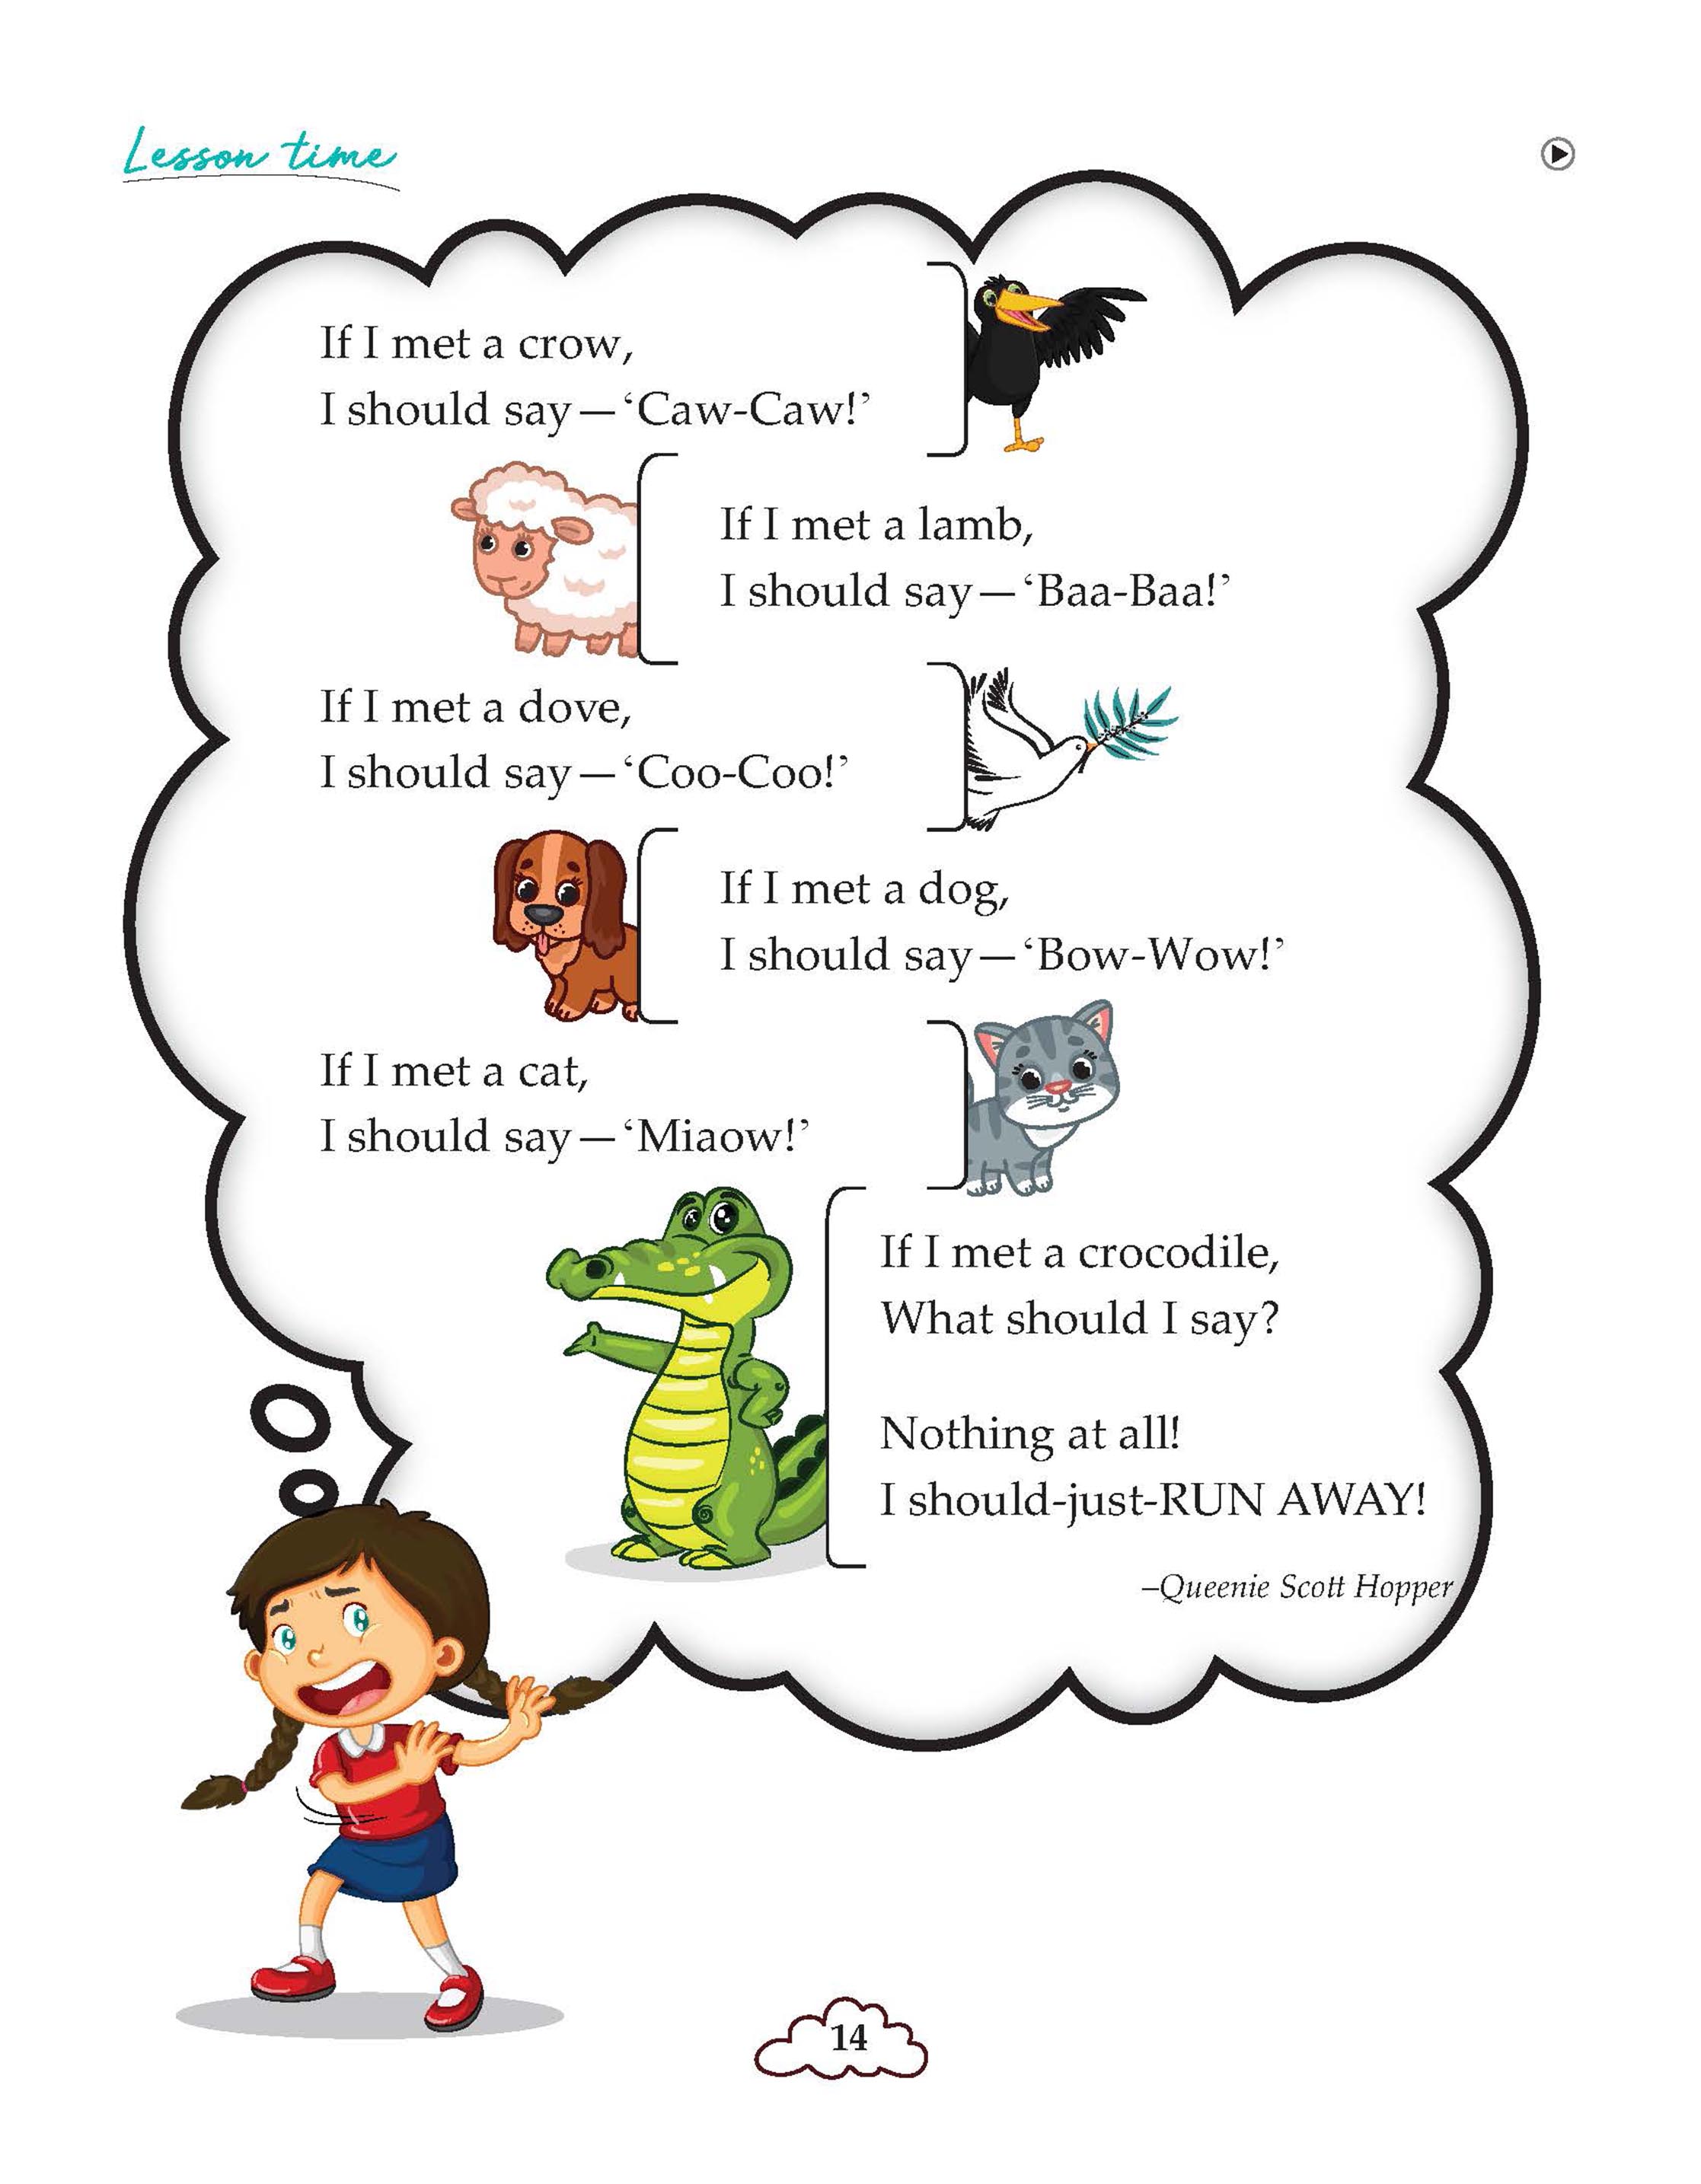 Lesson time
If I met a crow,
I should say—‘Caw-Caw!’
If I met a lamb,
I should say—‘Baa-Baa!’
If I met a dove,
I should say—‘Coo-Coo!’
If I met a dog,
I should say—‘Bow-Wow!’
If I met a cat,
I should say—‘Miaow!’
If I met a crocodile,
What should I say?
Nothing at all!
I should-just-RUN AWAY!
–Queenie Scott Hopper
14